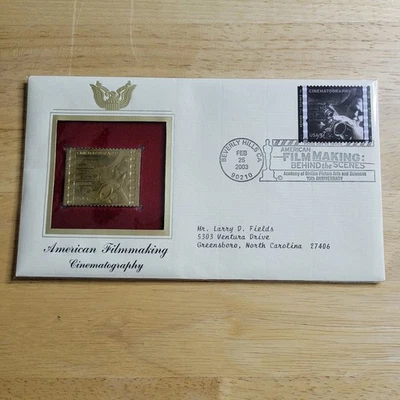 CINEMATOGRAPHY
BEVERLY HILLS CA
FEB
25
2003
90210
AMERICAN
FILMMAKING:
BEHIND the SCENES
Academy of Motion Picture Arts and Sciences
75th ANNIVERSARY
Mr. Larry D. Fields
5303 Ventura Drive
Greensboro, North Carolina 27406
American Filmmaking
Cinematography